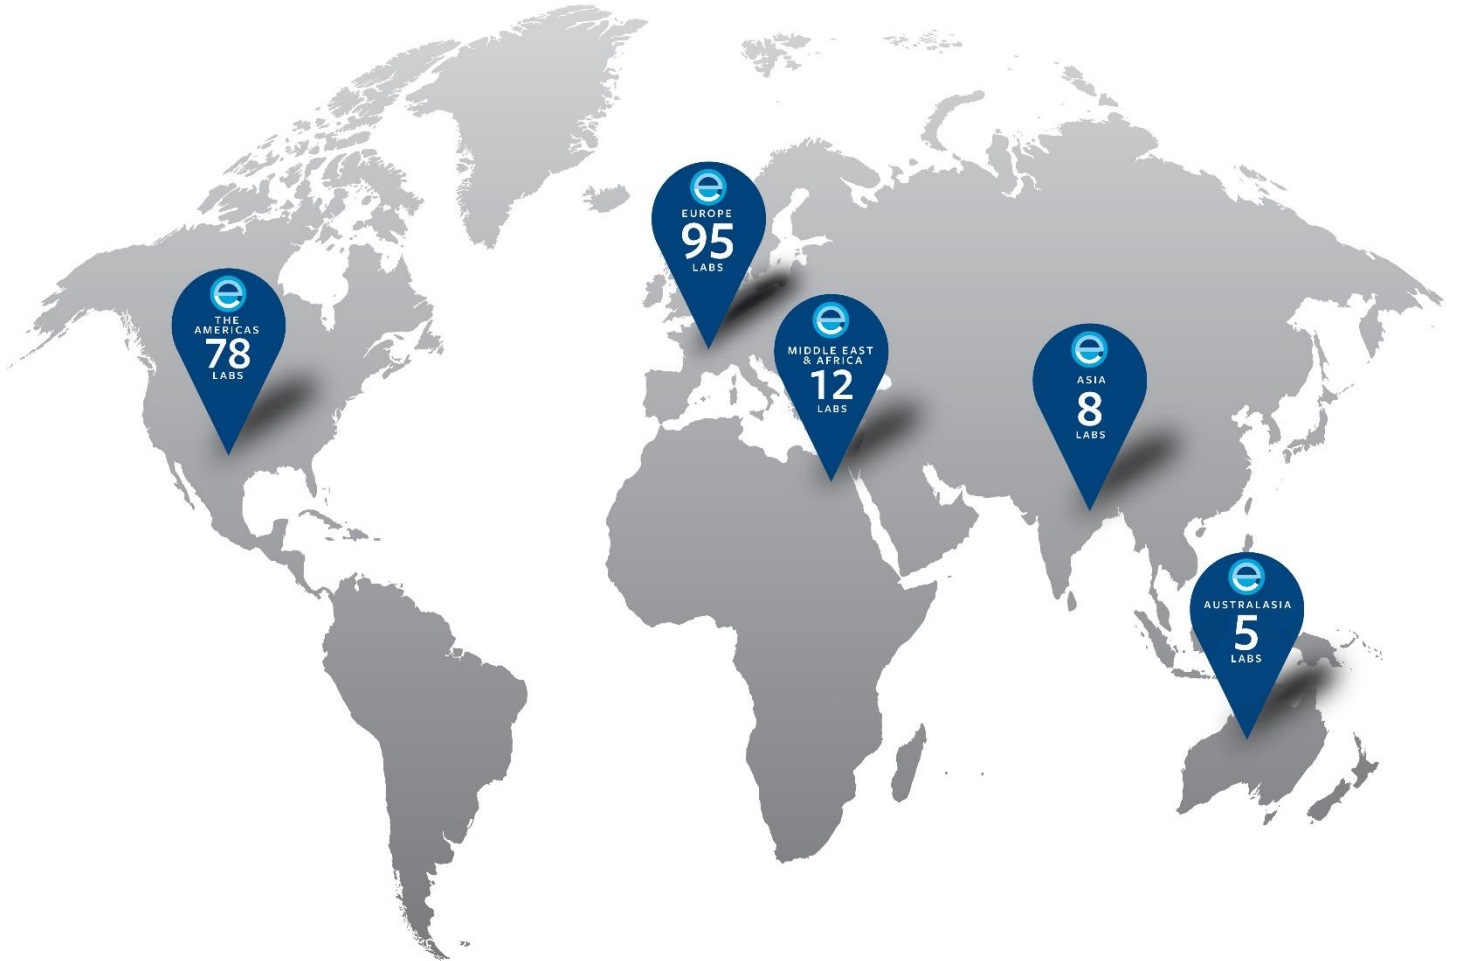 EUROPE
95
LABS
THE
AMERICAS
78
LABS
MIDDLE EAST
& AFRICA
12
LABS
ASIA
8
LABS
AUSTRALASIA
5
LABS